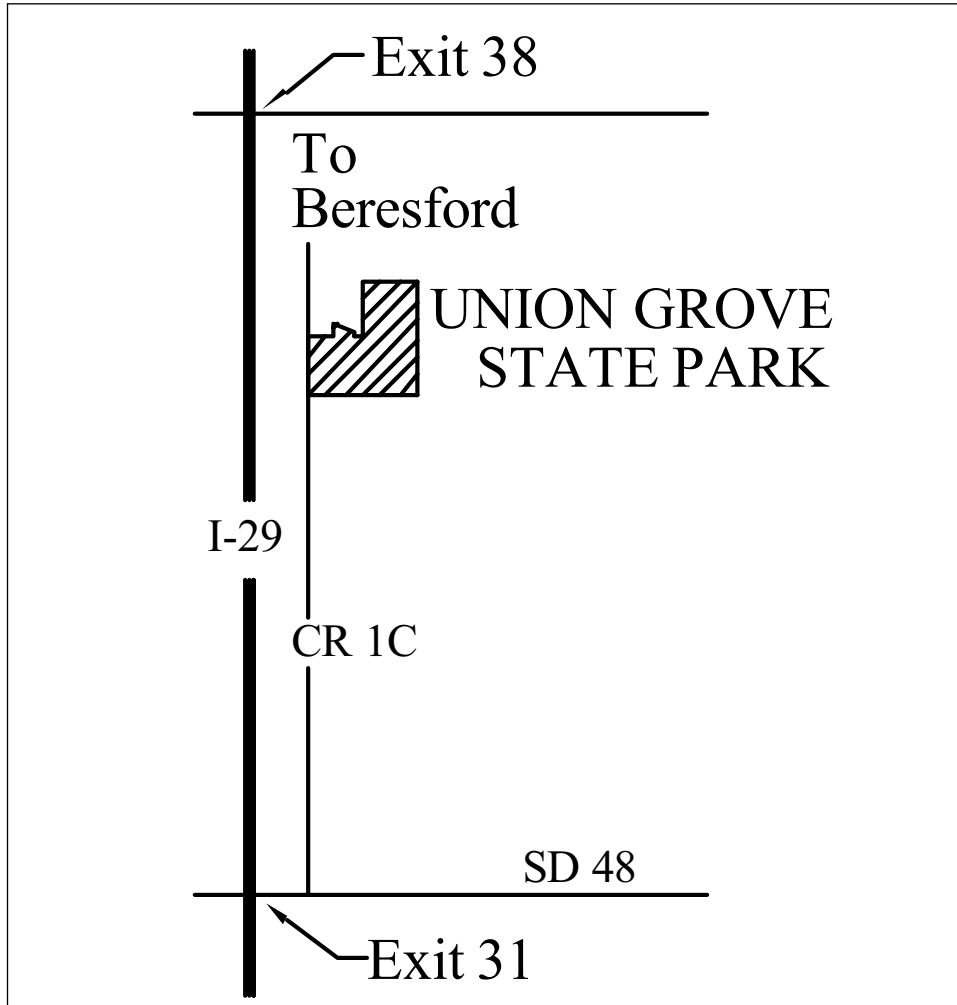 Exit 38
To
Beresford
UNION GROVE
STATE PARK
I-29
CR 1C
SD 48
Exit 31